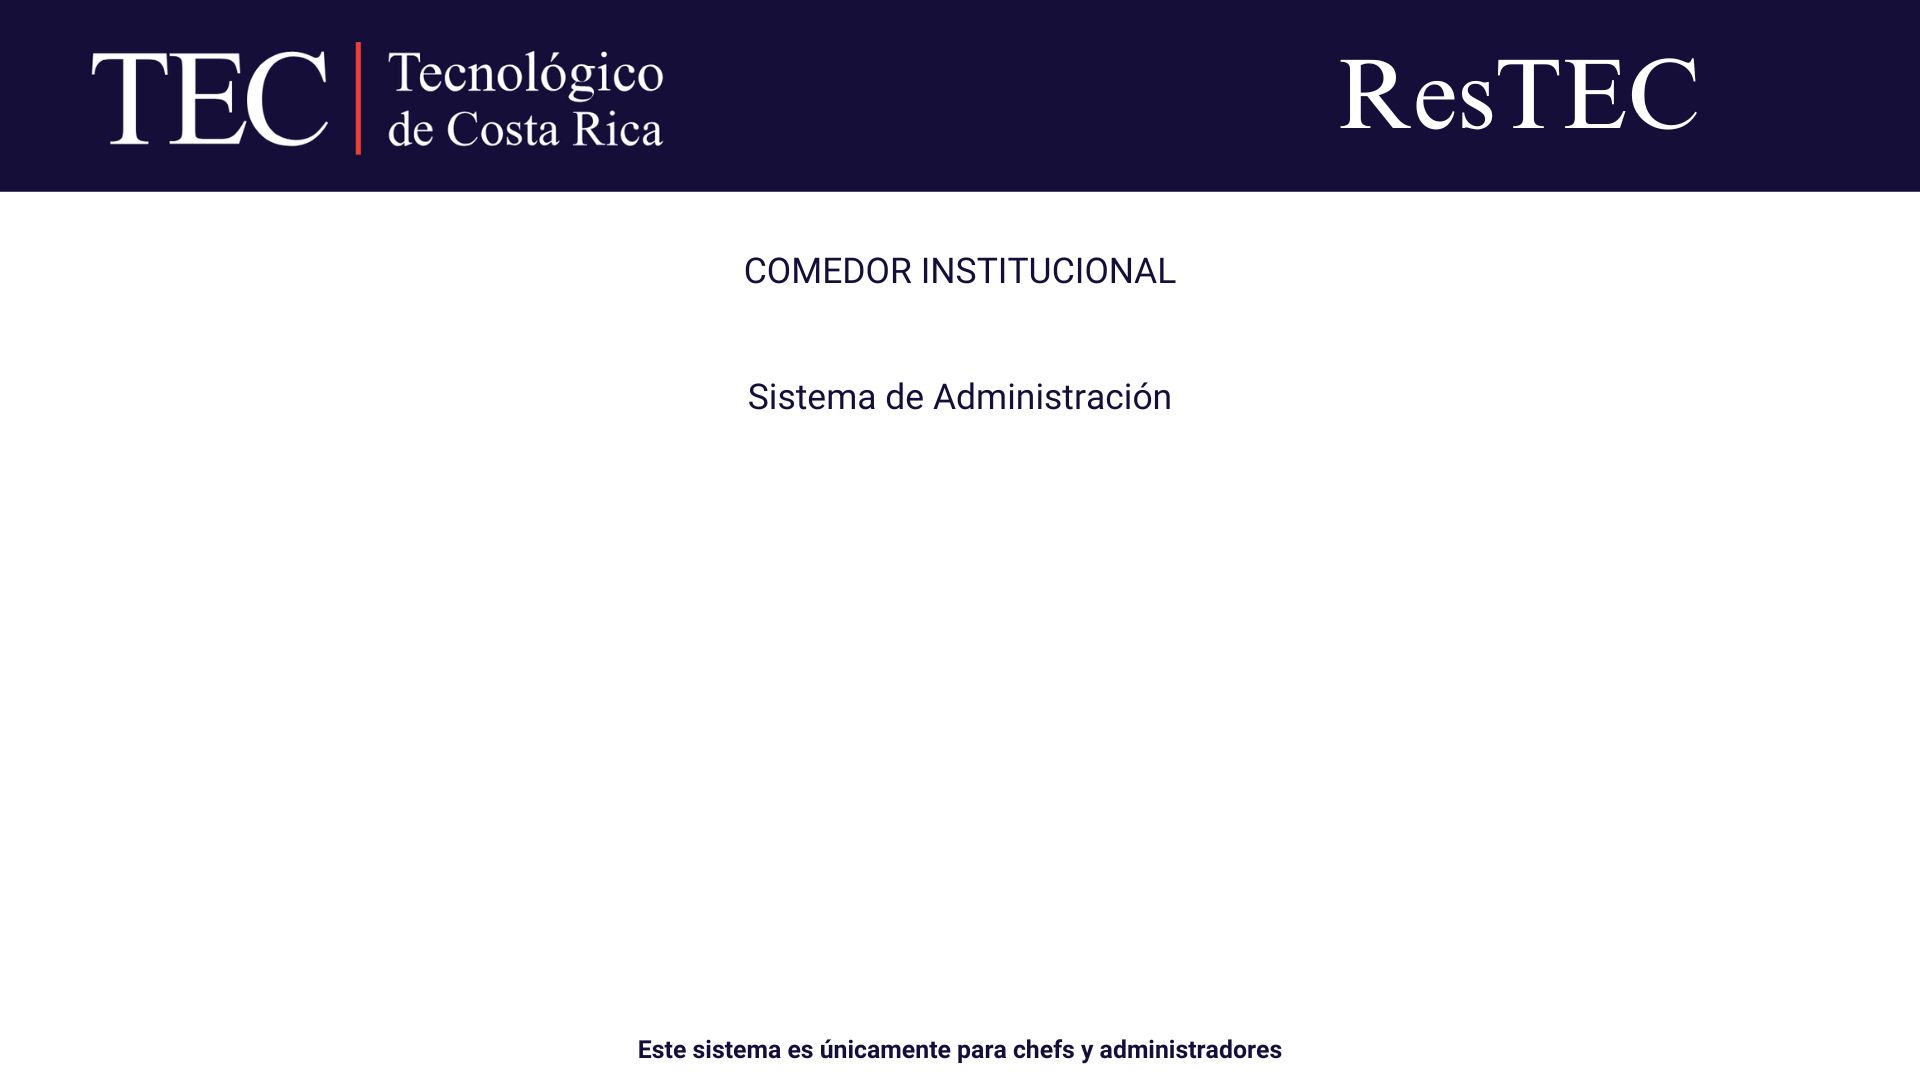 TEC
Tecnológico
de Costa Rica
ResTEC
COMEDOR INSTITUCIONAL
Sistema de Administración
Este sistema es únicamente para chefs y administradores